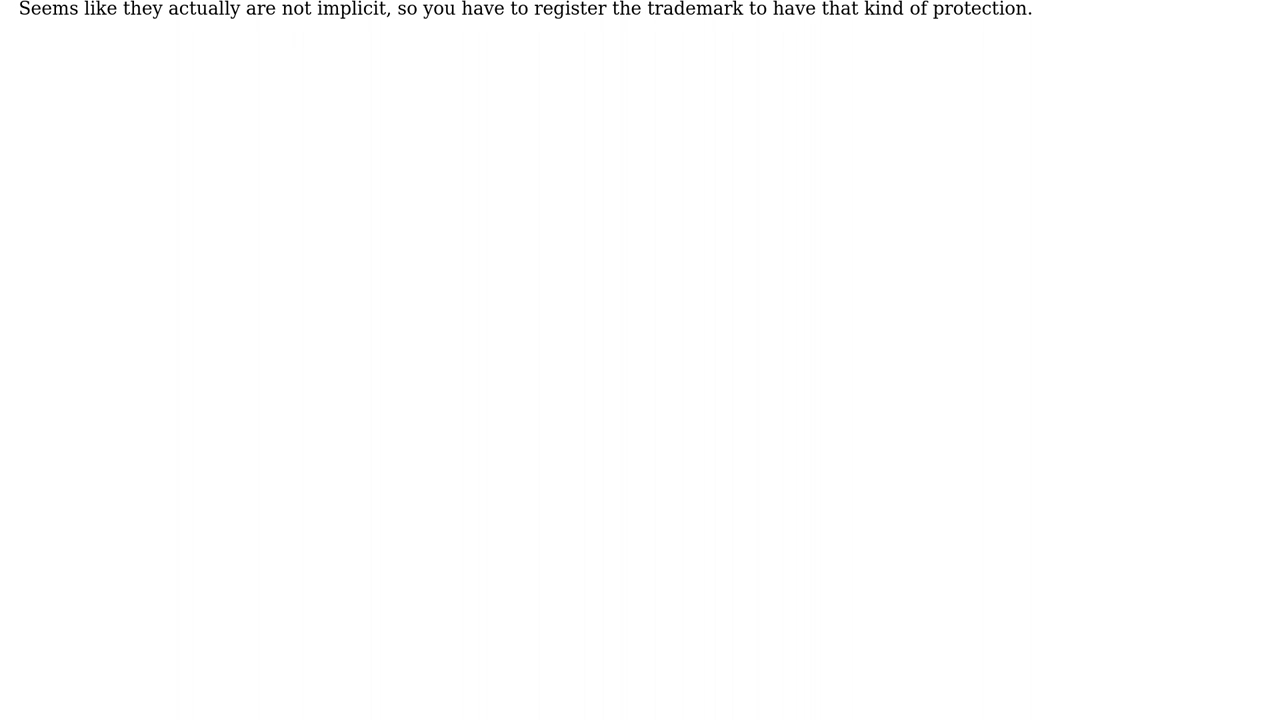 Seems like they actually are not implicit, so you have to register the trademark to have that kind of protection.